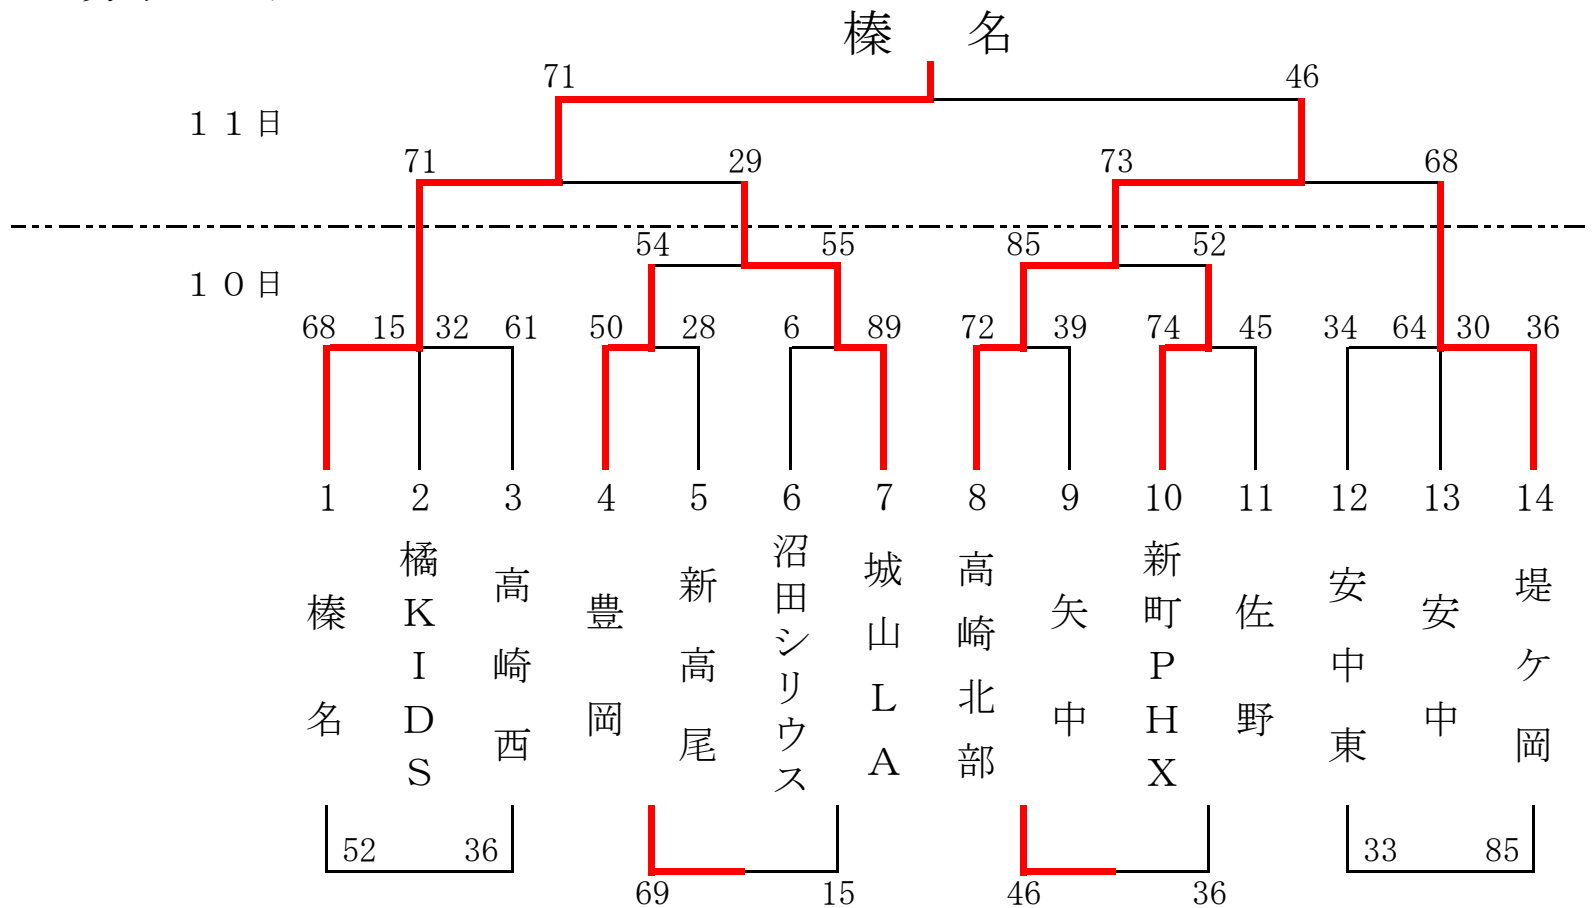 榛 名
71 46
１１日
71 29 73 68
54 55 85 52
１０日
68 15 32 61 50 28 6 89 72 39 74 45 34 64 30 36
1 2 3 4 5 6 7 8 9 10 11 12 13 14
榛名
橘ＫＩＤＳ
高崎西
豊岡
新高尾
沼田シリウス
城山ＬＡ
高崎北部
矢中
新町ＰＨＸ
佐野
安中東
安中
堤ケ岡
52 36 33 85
69 15 46 36